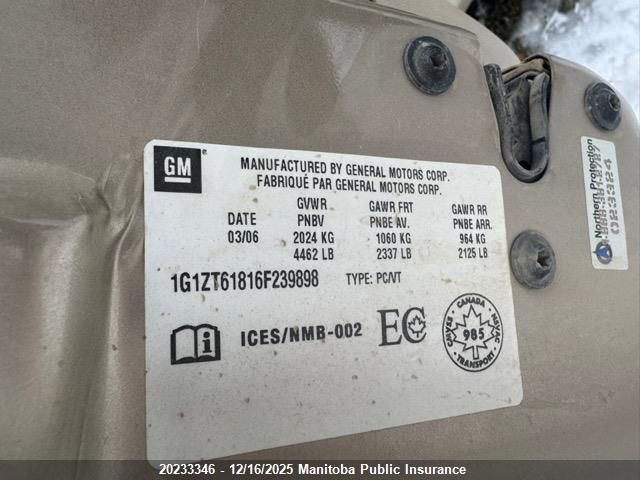 GM
MANUFACTURED BY GENERAL MOTORS CORP.
FABRIQUÉ PAR GENERAL MOTORS CORP.
GVWR GAWR FRT GAWR RR
DATE PNBV PNBE AV. PNBE ARR.
03/06 2024 KG 1060 KG 964 KG
4462 LB 2337 LB 2125 LB
1G1ZT61816F239898 TYPE: PC/VT
i ICES/NMB-002 EC
CANADA
985
TRANSPORT
Northern Protection
023324
20233346 - 12/16/2025 Manitoba Public Insurance